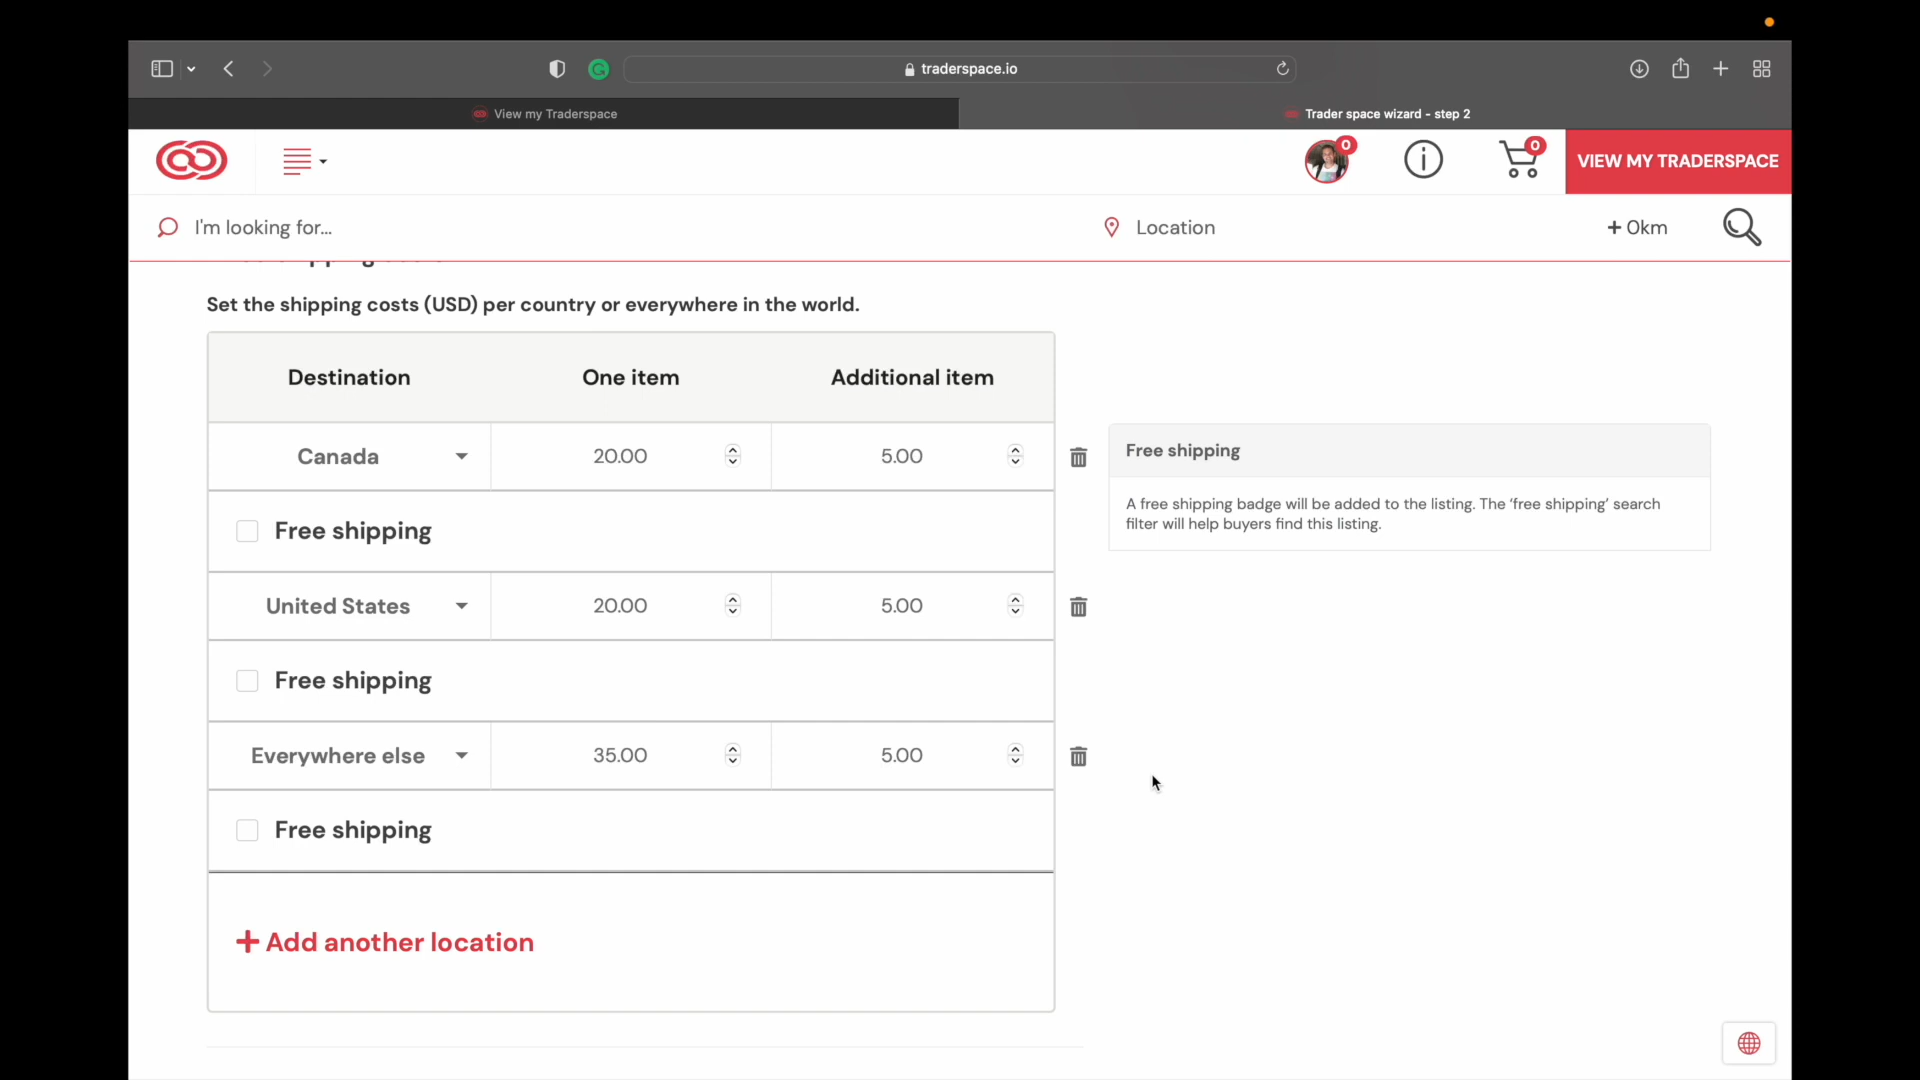 traderspace.io
View my Traderspace
Trader space wizard - step 2
0
0
VIEW MY TRADERSPACE
I'm looking for...
Location
+ 0km
Set the shipping costs (USD) per country or everywhere in the world.
Destination One item Additional item
Canada 20.00 5.00
Free shipping
Free shipping
A free shipping badge will be added to the listing. The ‘free shipping’ search
filter will help buyers find this listing.
United States 20.00 5.00
Free shipping
Everywhere else 35.00 5.00
Free shipping
+ Add another location